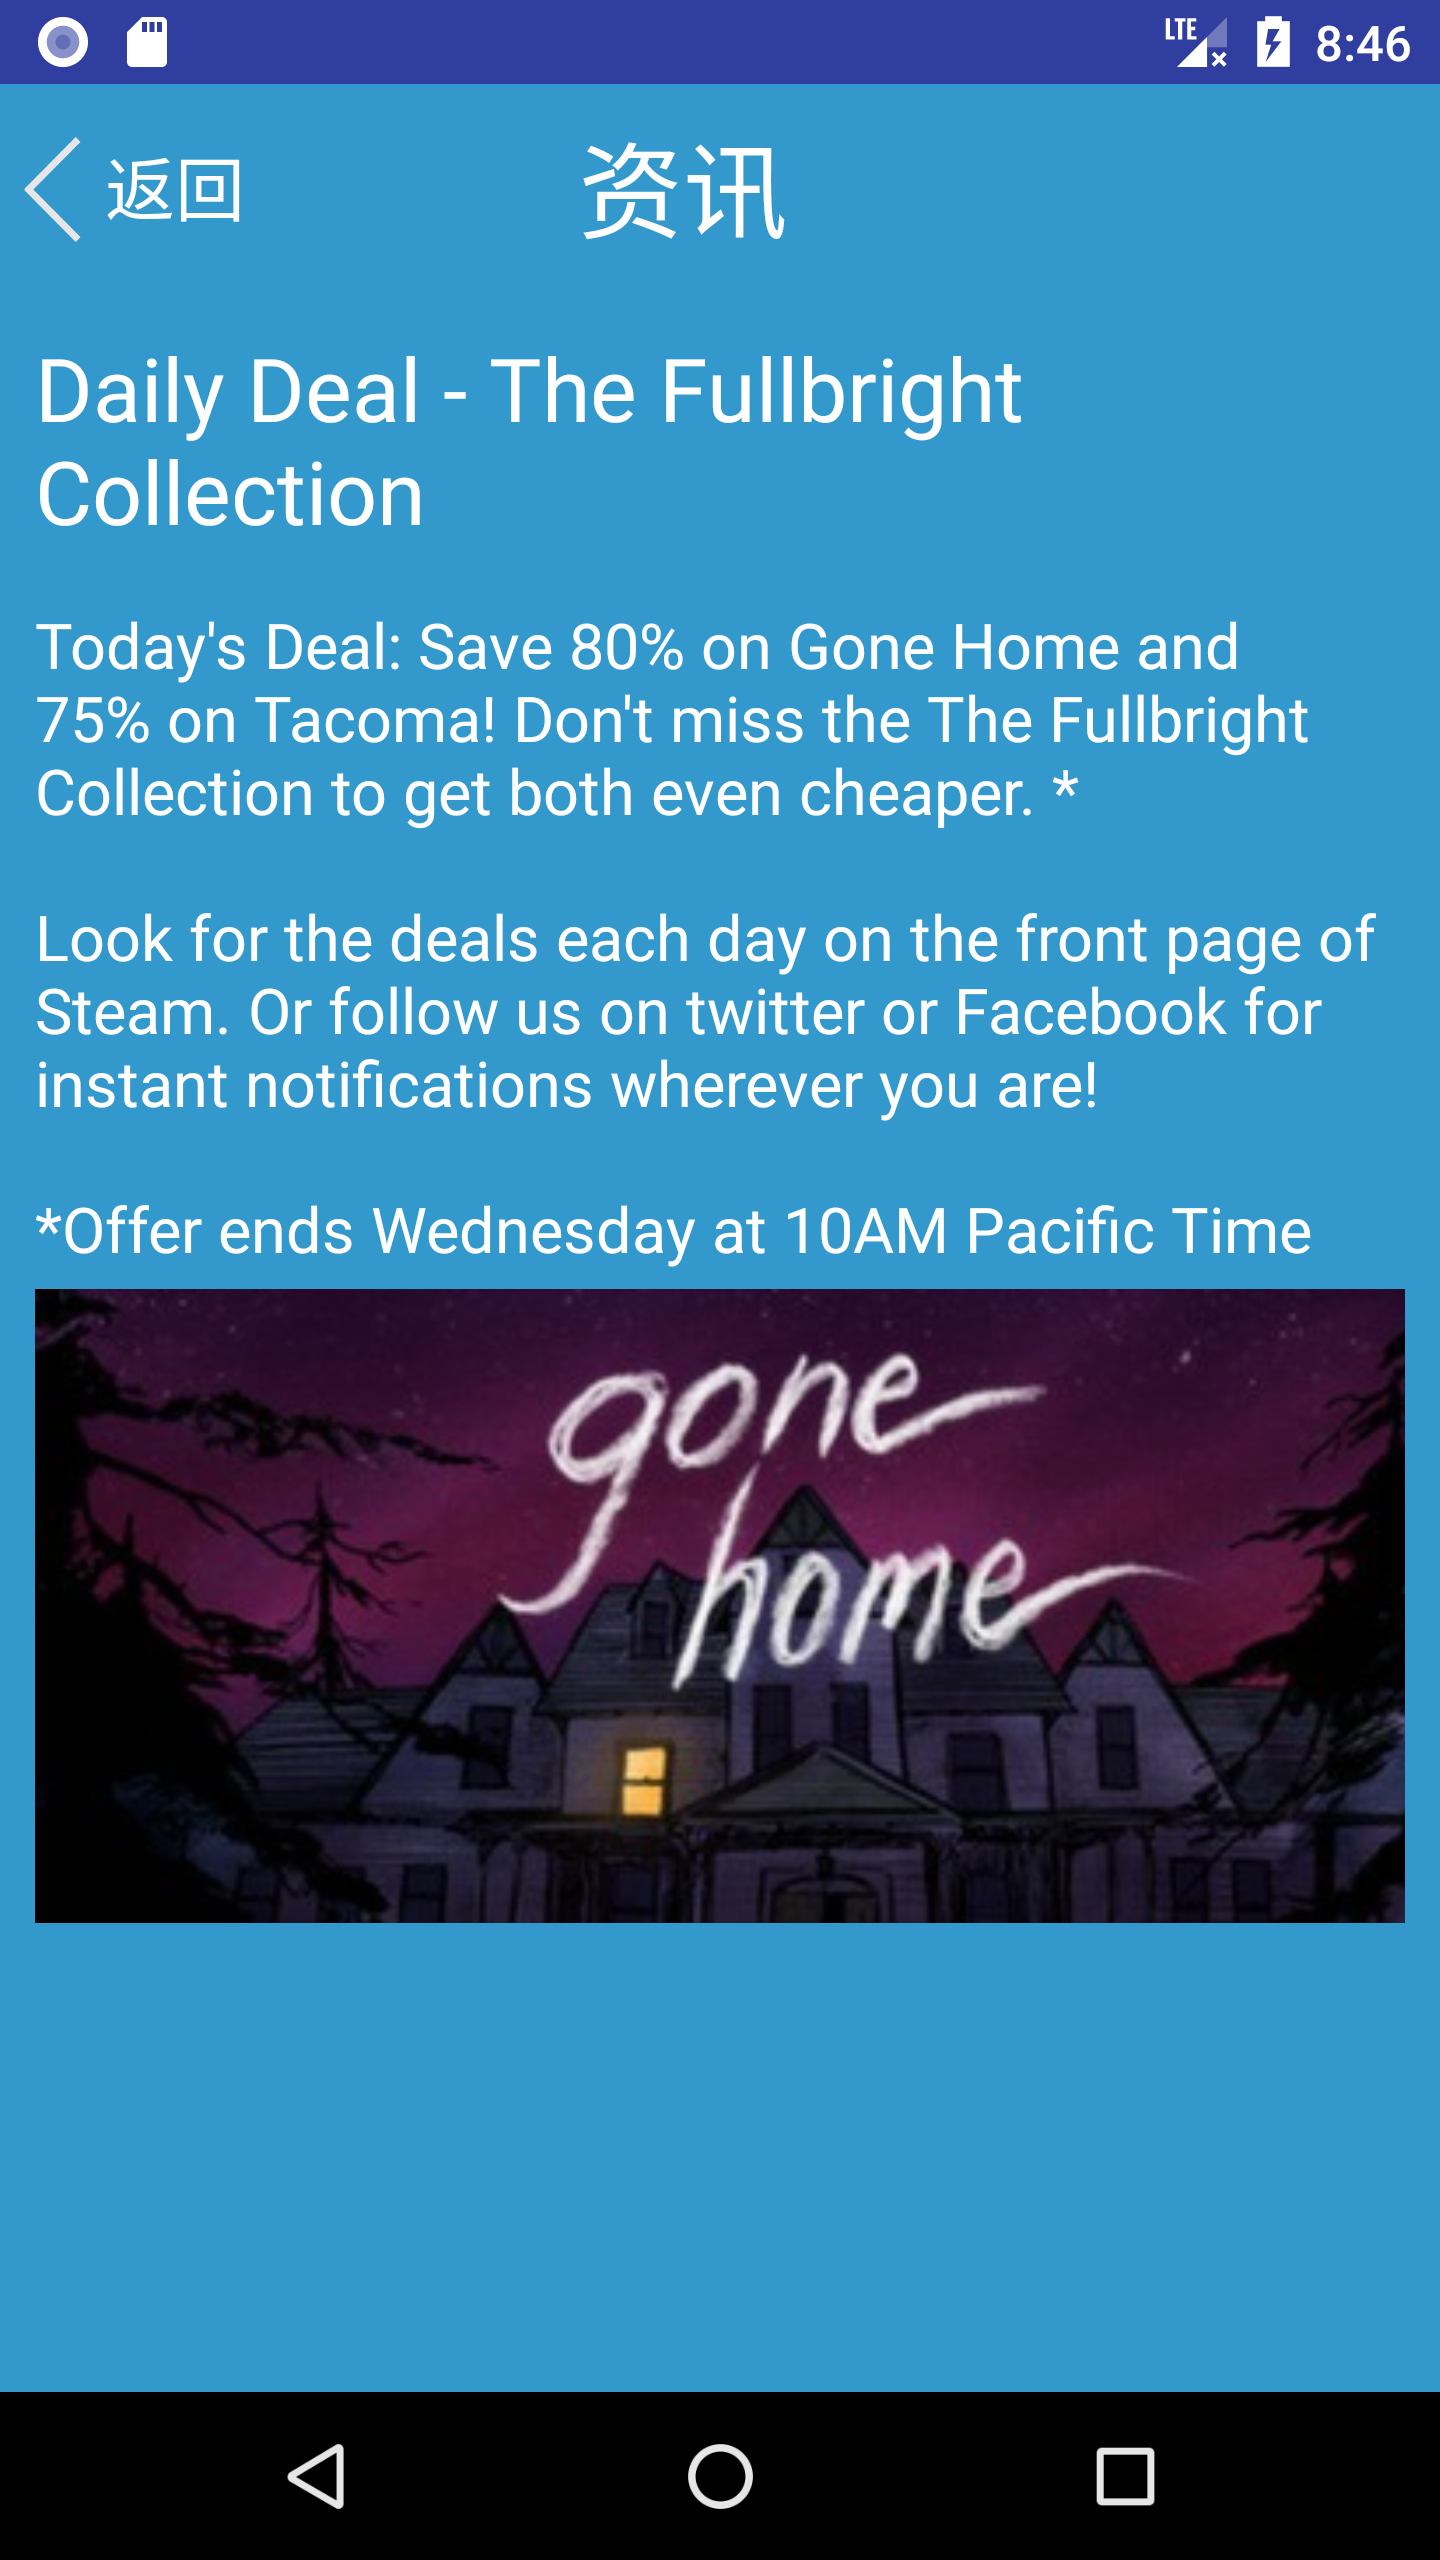 LTE 8:46
返回 资讯
Daily Deal - The Fullbright
Collection
Today's Deal: Save 80% on Gone Home and
75% on Tacoma! Don't miss the The Fullbright
Collection to get both even cheaper. *
Look for the deals each day on the front page of
Steam. Or follow us on twitter or Facebook for
instant notifications wherever you are!
*Offer ends Wednesday at 10AM Pacific Time
gone
home